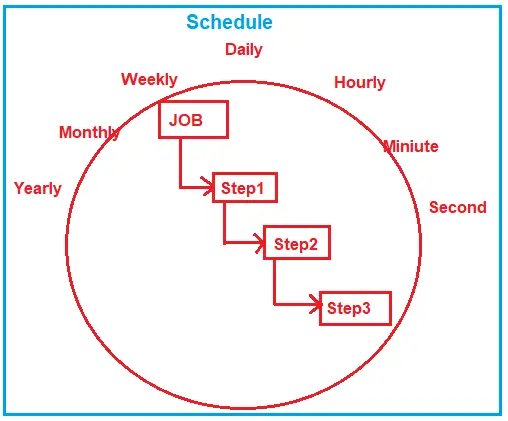 Schedule
Daily
Weekly
Hourly
JOB
Monthly
Miniute
Yearly
Step1
Second
Step2
Step3